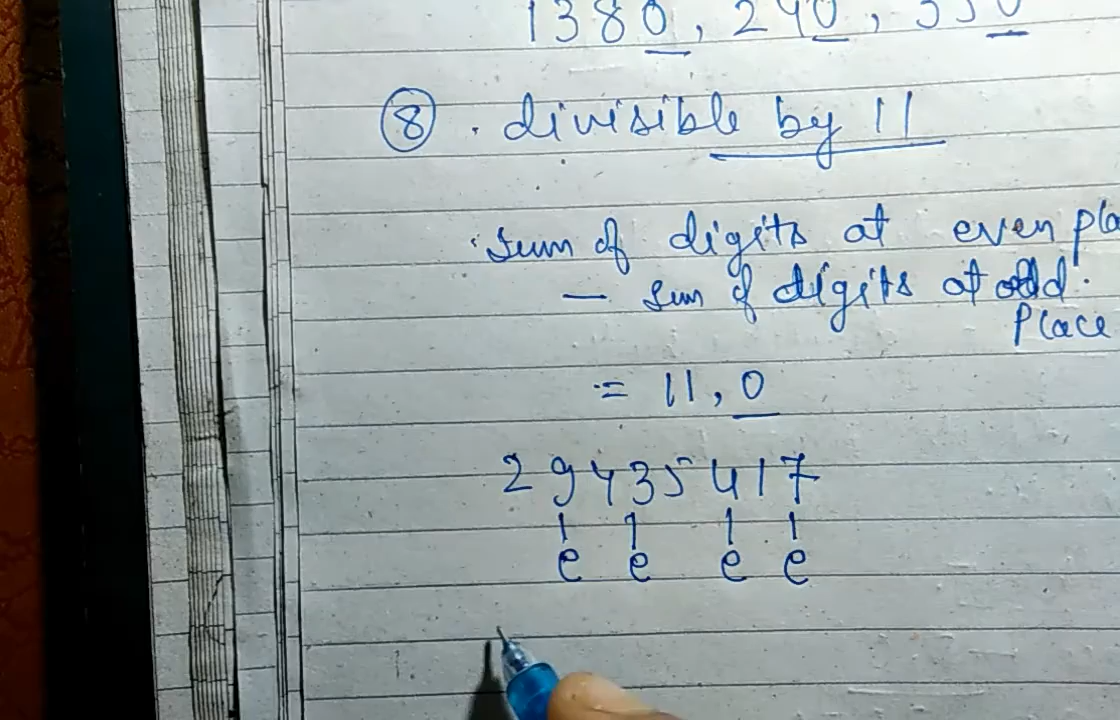 1380, 240, 550
8 . divisible by 11
Sum of digits at even pla
— Sum of digits at odd.
Place
= 11, 0
29435417
e e e e